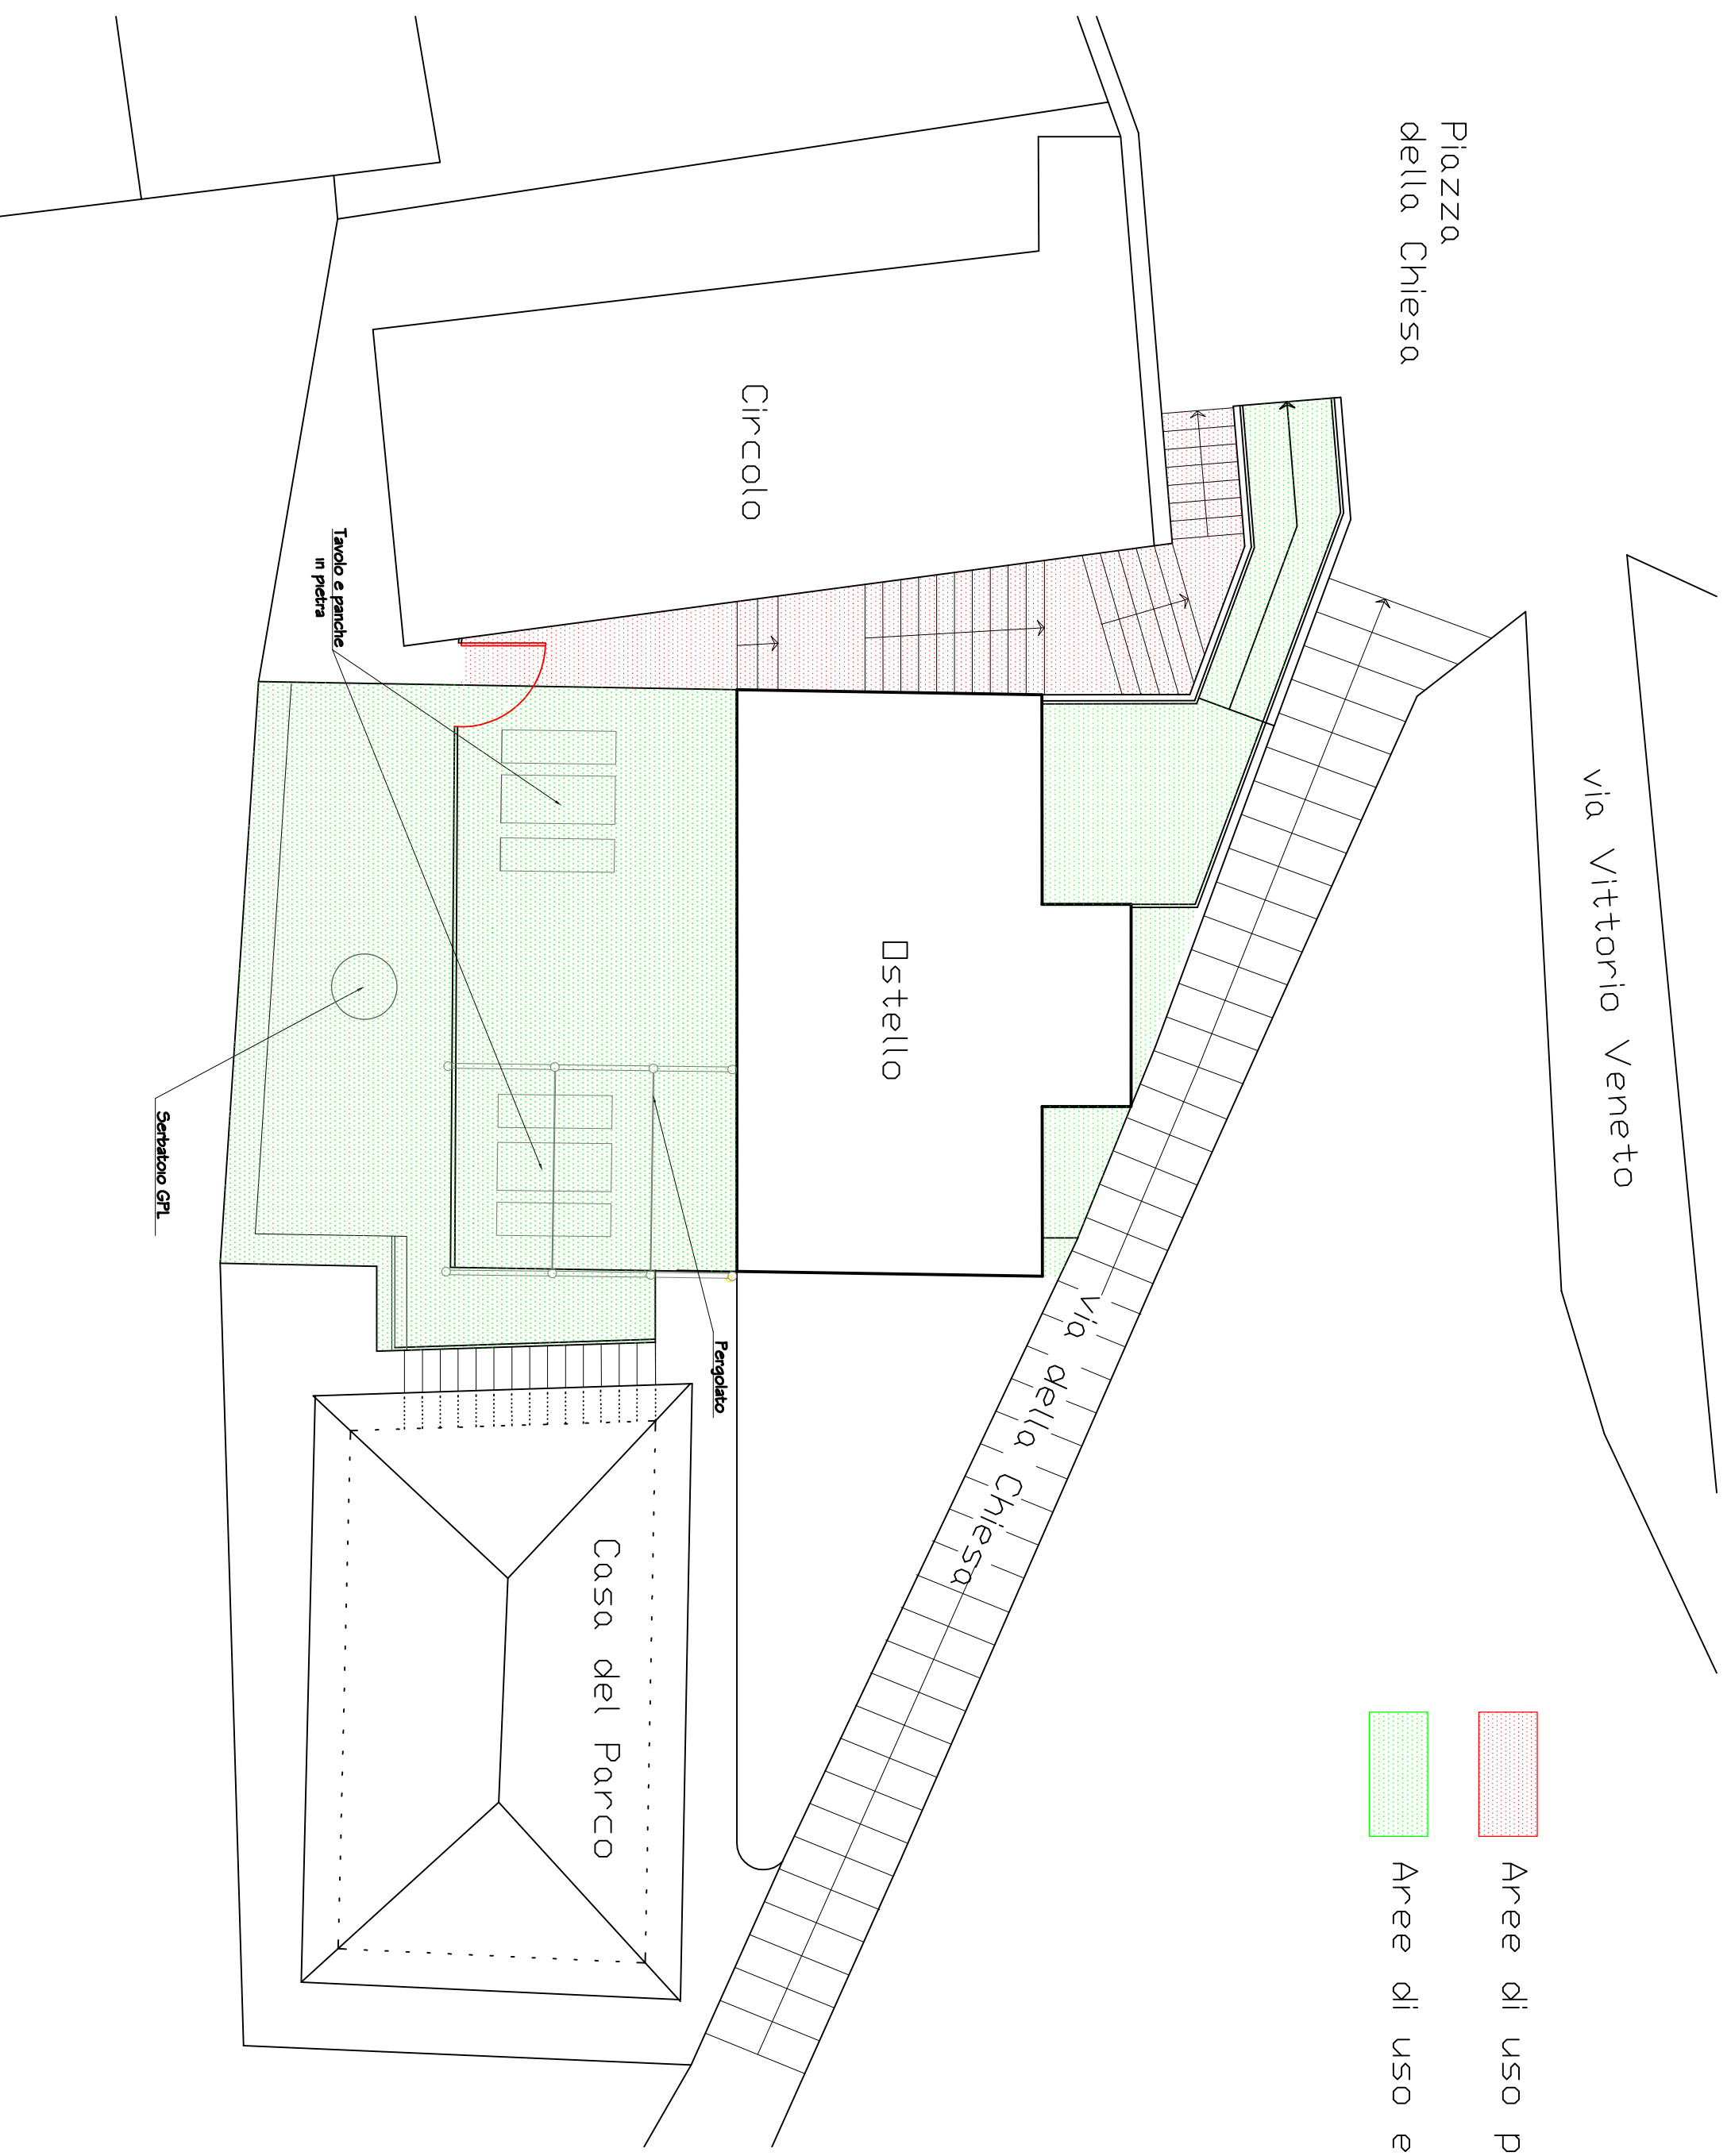 Piazza
della Chiesa
via Vittorio Veneto
Circolo
Ostello
via della Chiesa
Casa del Parco
Tavolo e panche
in pietra
Serbatoio GPL
Pergolato
Aree di uso p
Aree di uso e